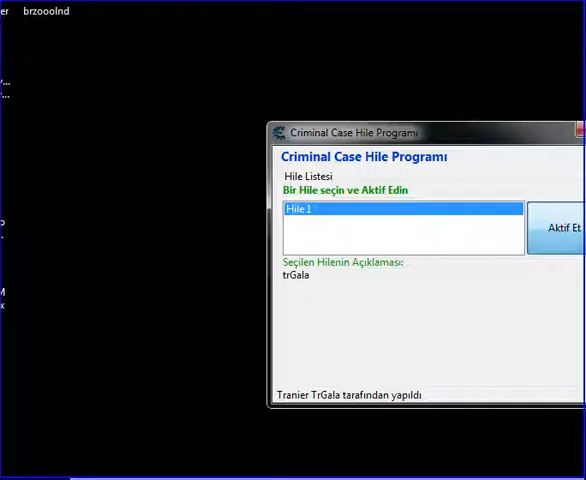 er brzooolnd
y...
y...
Criminal Case Hile Programı
Criminal Case Hile Programı
Hile Listesi
Bir Hile seçin ve Aktif Edin
Hile 1
Aktif Et
Seçilen Hilenin Açıklaması:
trGala
Tranier TrGala tarafından yapıldı